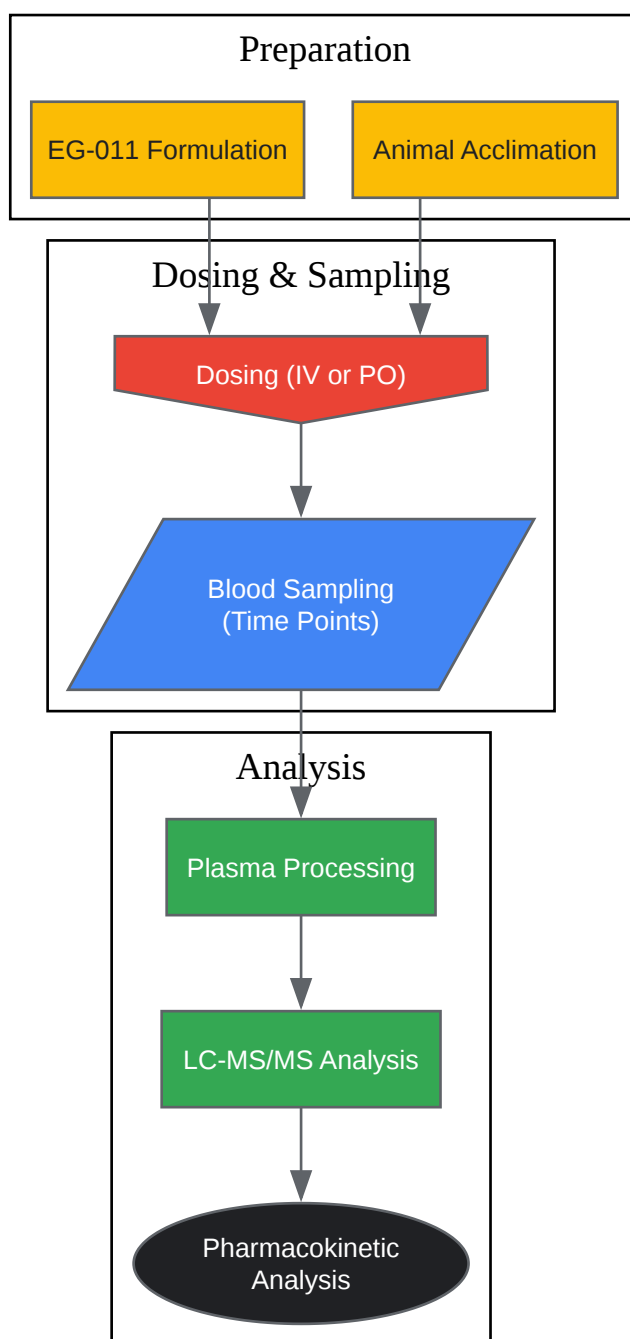 Preparation
EG-011 Formulation
Animal Acclimation
Dosing & Sampling
Dosing (IV or PO)
Blood Sampling
(Time Points)
Analysis
Plasma Processing
LC-MS/MS Analysis
Pharmacokinetic
Analysis